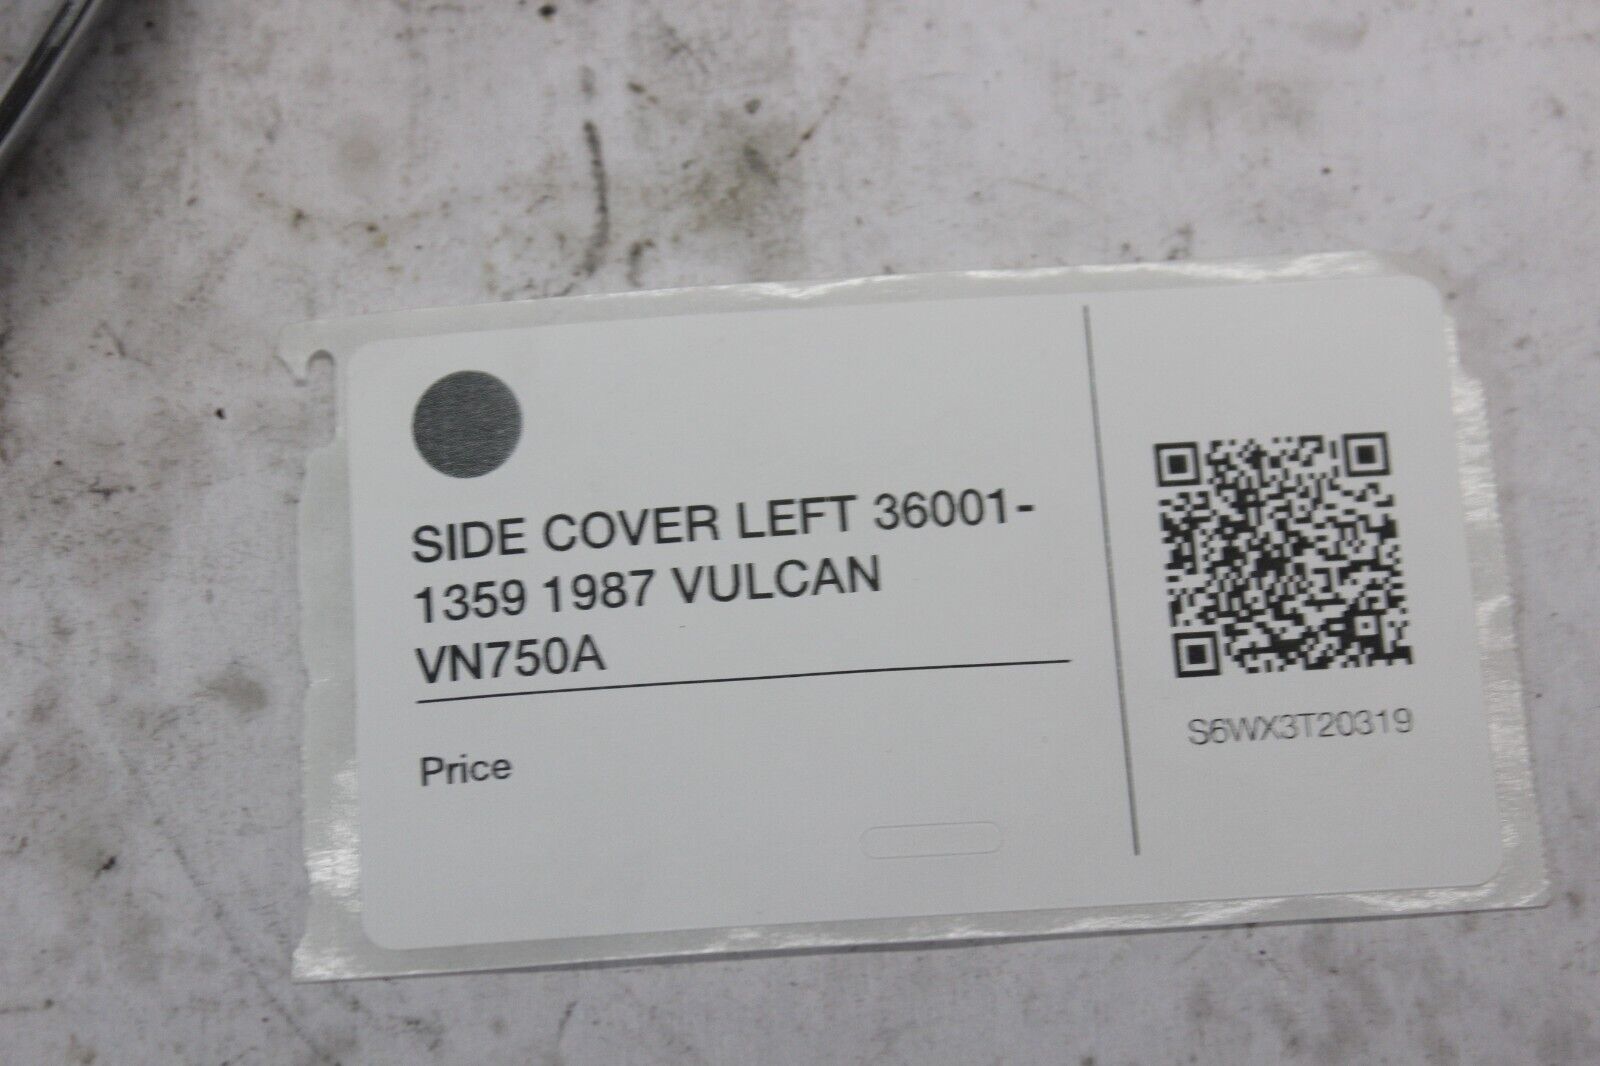 SIDE COVER LEFT 36001-
1359 1987 VULCAN
VN750A
Price
S6WX3T20319